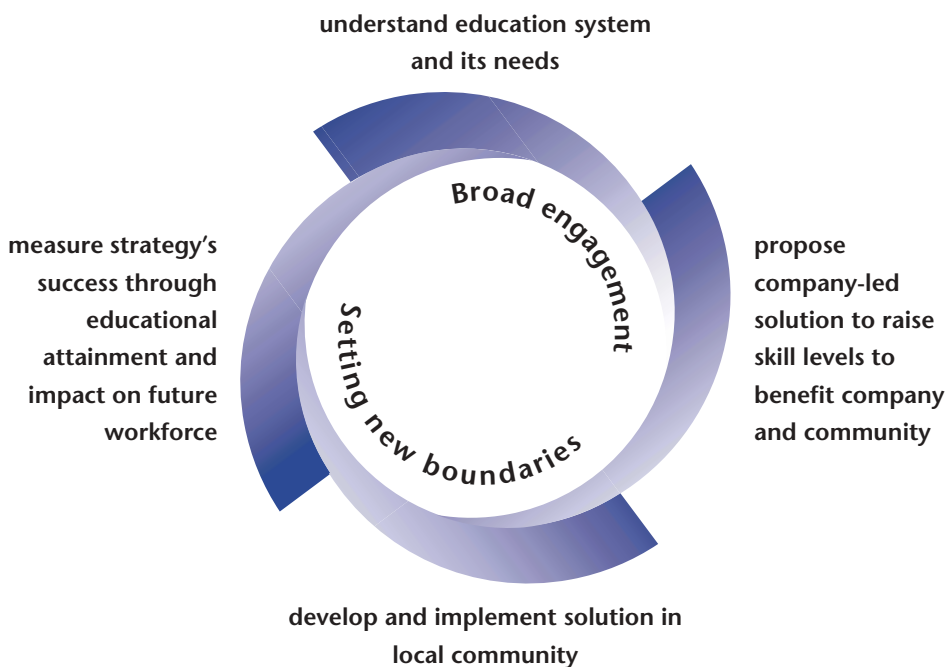 understand education system
and its needs
Broad engagement
propose
company-led
solution to raise
skill levels to
benefit company
and community
develop and implement solution in
local community
measure strategy’s
success through
educational
attainment and
impact on future
workforce
Setting new boundaries